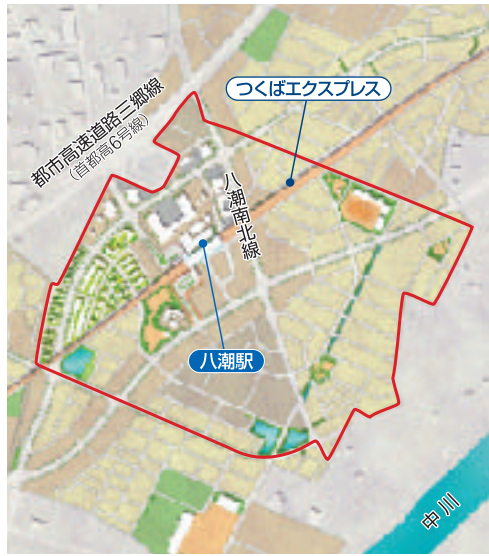 つくばエクスプレス
都市高速道路三郷線
(首都高6号線)
八潮南北線
八潮駅
中川